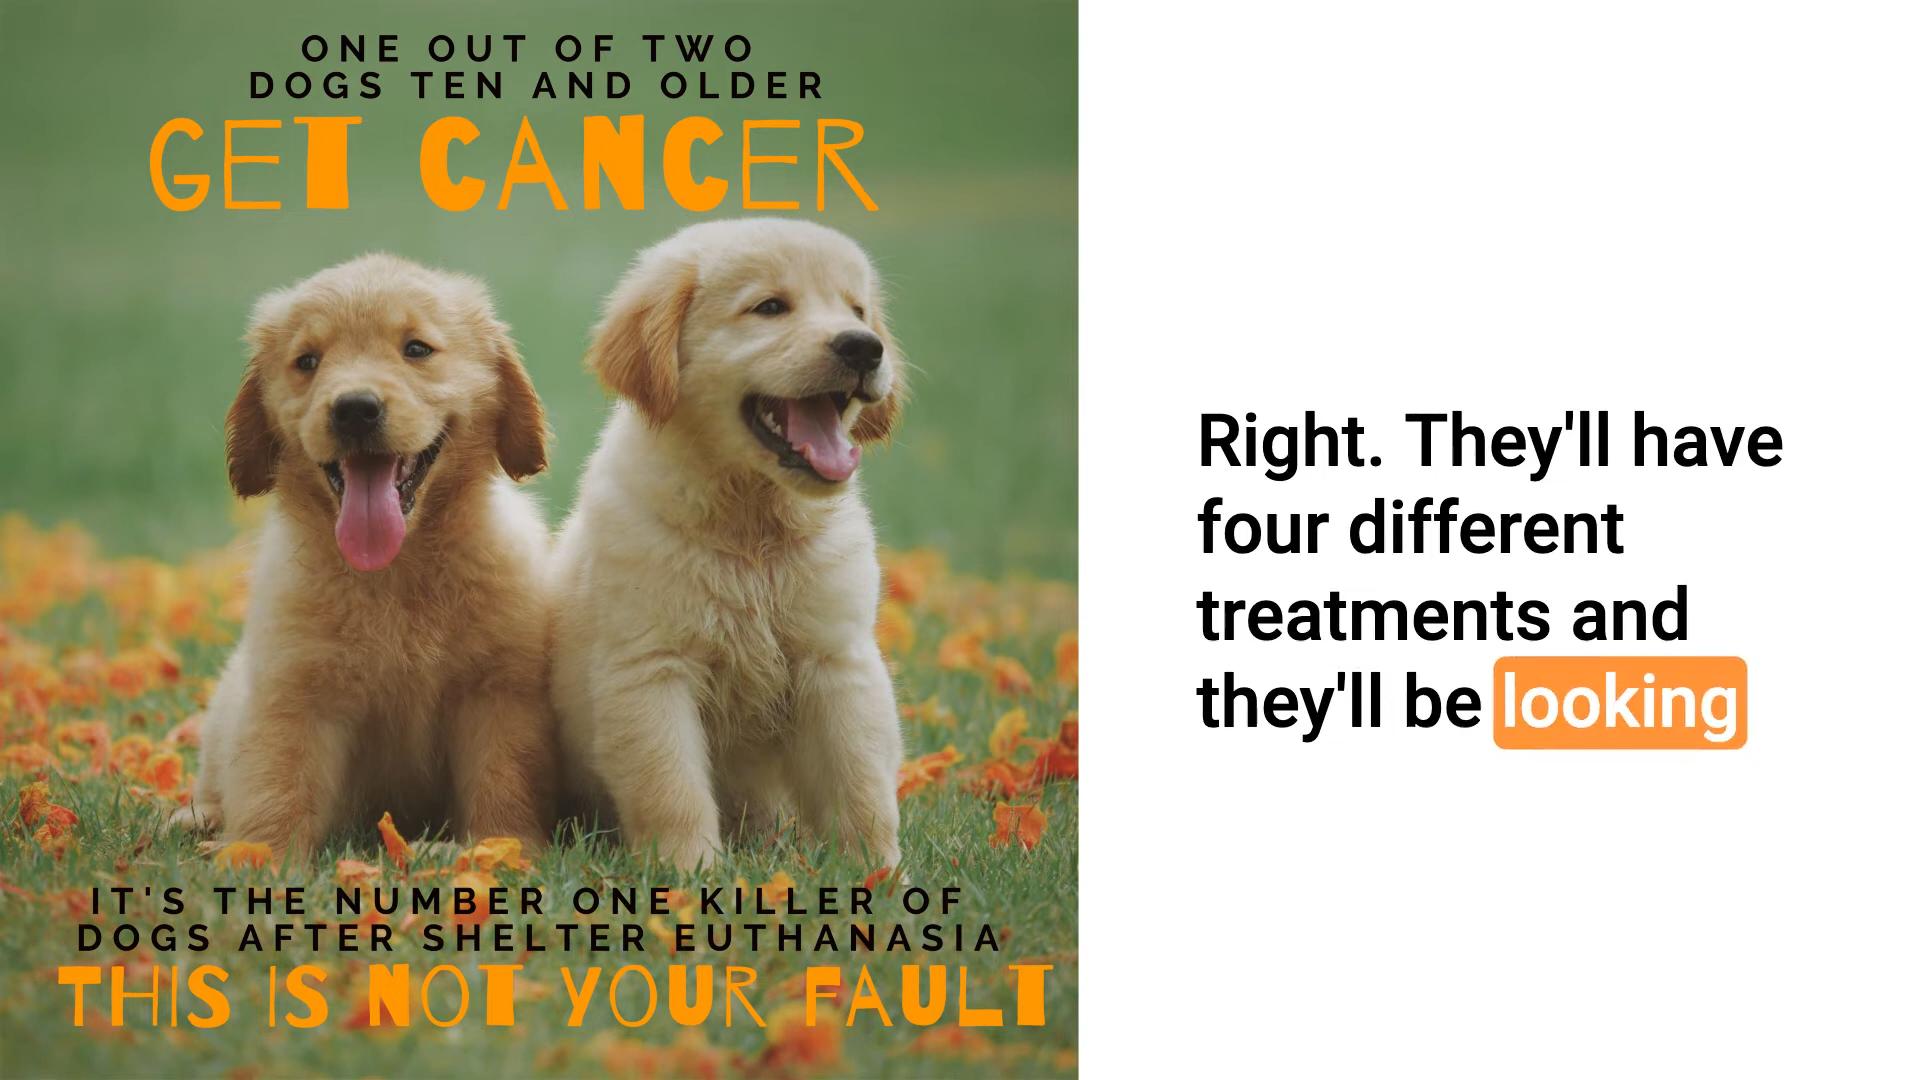 ONE OUT OF TWO
DOGS TEN AND OLDER
GET CANCER
IT'S THE NUMBER ONE KILLER OF
DOGS AFTER SHELTER EUTHANASIA
THIS IS NOT YOUR FAULT
Right. They'll have
four different
treatments and
they'll be looking